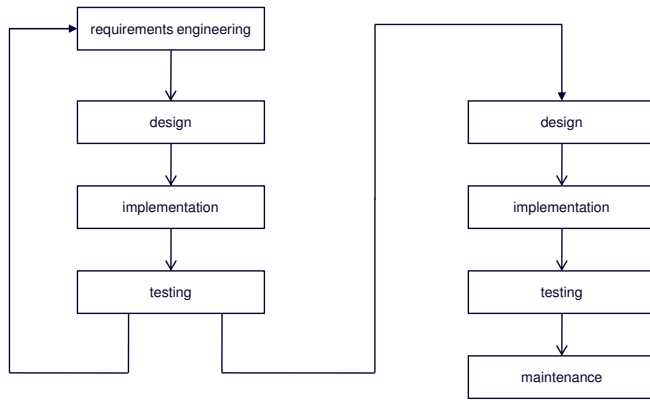 requirements engineering
design
implementation
testing
design
implementation
testing
maintenance